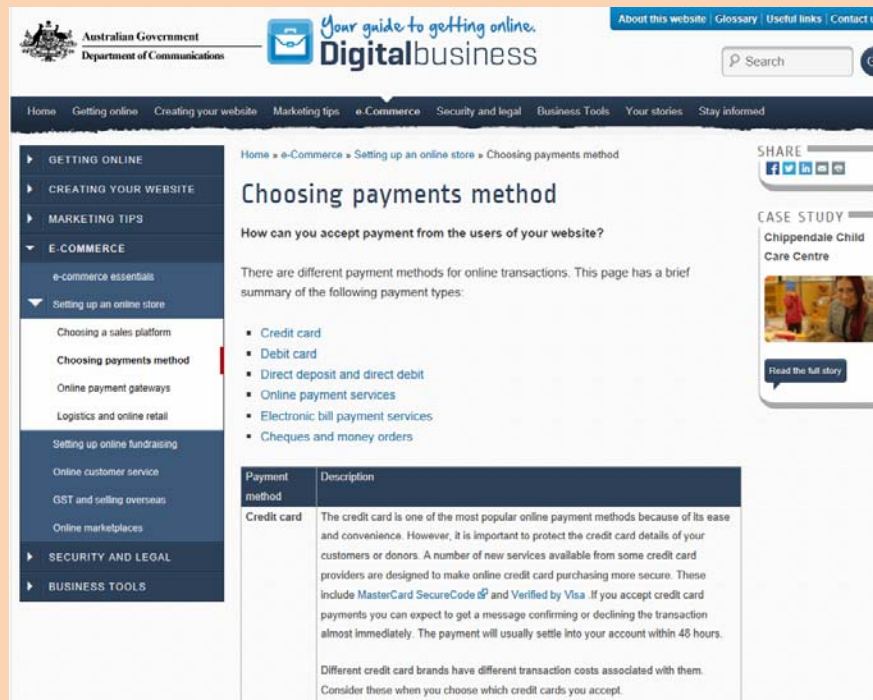 Australian Government
Department of Communications
Your guide to getting online.
Digitalbusiness
About this website | Glossary | Useful links | Contact
Search
Home Getting online Creating your website Marketing tips e-Commerce Security and legal Business Tools Your stories Stay informed
GETTING ONLINE
CREATING YOUR WEBSITE
MARKETING TIPS
E-COMMERCE
e-commerce essentials
Setting up an online store
Choosing a sales platform
Choosing payments method
Online payment gateways
Logistics and online retail
Setting up online fundraising
Online customer service
GST and selling overseas
Online marketplaces
SECURITY AND LEGAL
BUSINESS TOOLS
Home » e-Commerce » Setting up an online store » Choosing payments method
Choosing payments method
How can you accept payment from the users of your website?
There are different payment methods for online transactions. This page has a brief
summary of the following payment types:
Credit card
Debit card
Direct deposit and direct debit
Online payment services
Electronic bill payment services
Cheques and money orders
Payment
method
Description
Credit card
The credit card is one of the most popular online payment methods because of its ease
and convenience. However, it is important to protect the credit card details of your
customers or donors. A number of new services available from some credit card
providers are designed to make online credit card purchasing more secure. These
include MasterCard SecureCode and Verified by Visa .If you accept credit card
payments you can expect to get a message confirming or declining the transaction
almost immediately. The payment will usually settle into your account within 48 hours.
Different credit card brands have different transaction costs associated with them.
Consider these when you choose which credit cards you accept.
SHARE
CASE STUDY
Chippendale Child
Care Centre
Read the full story